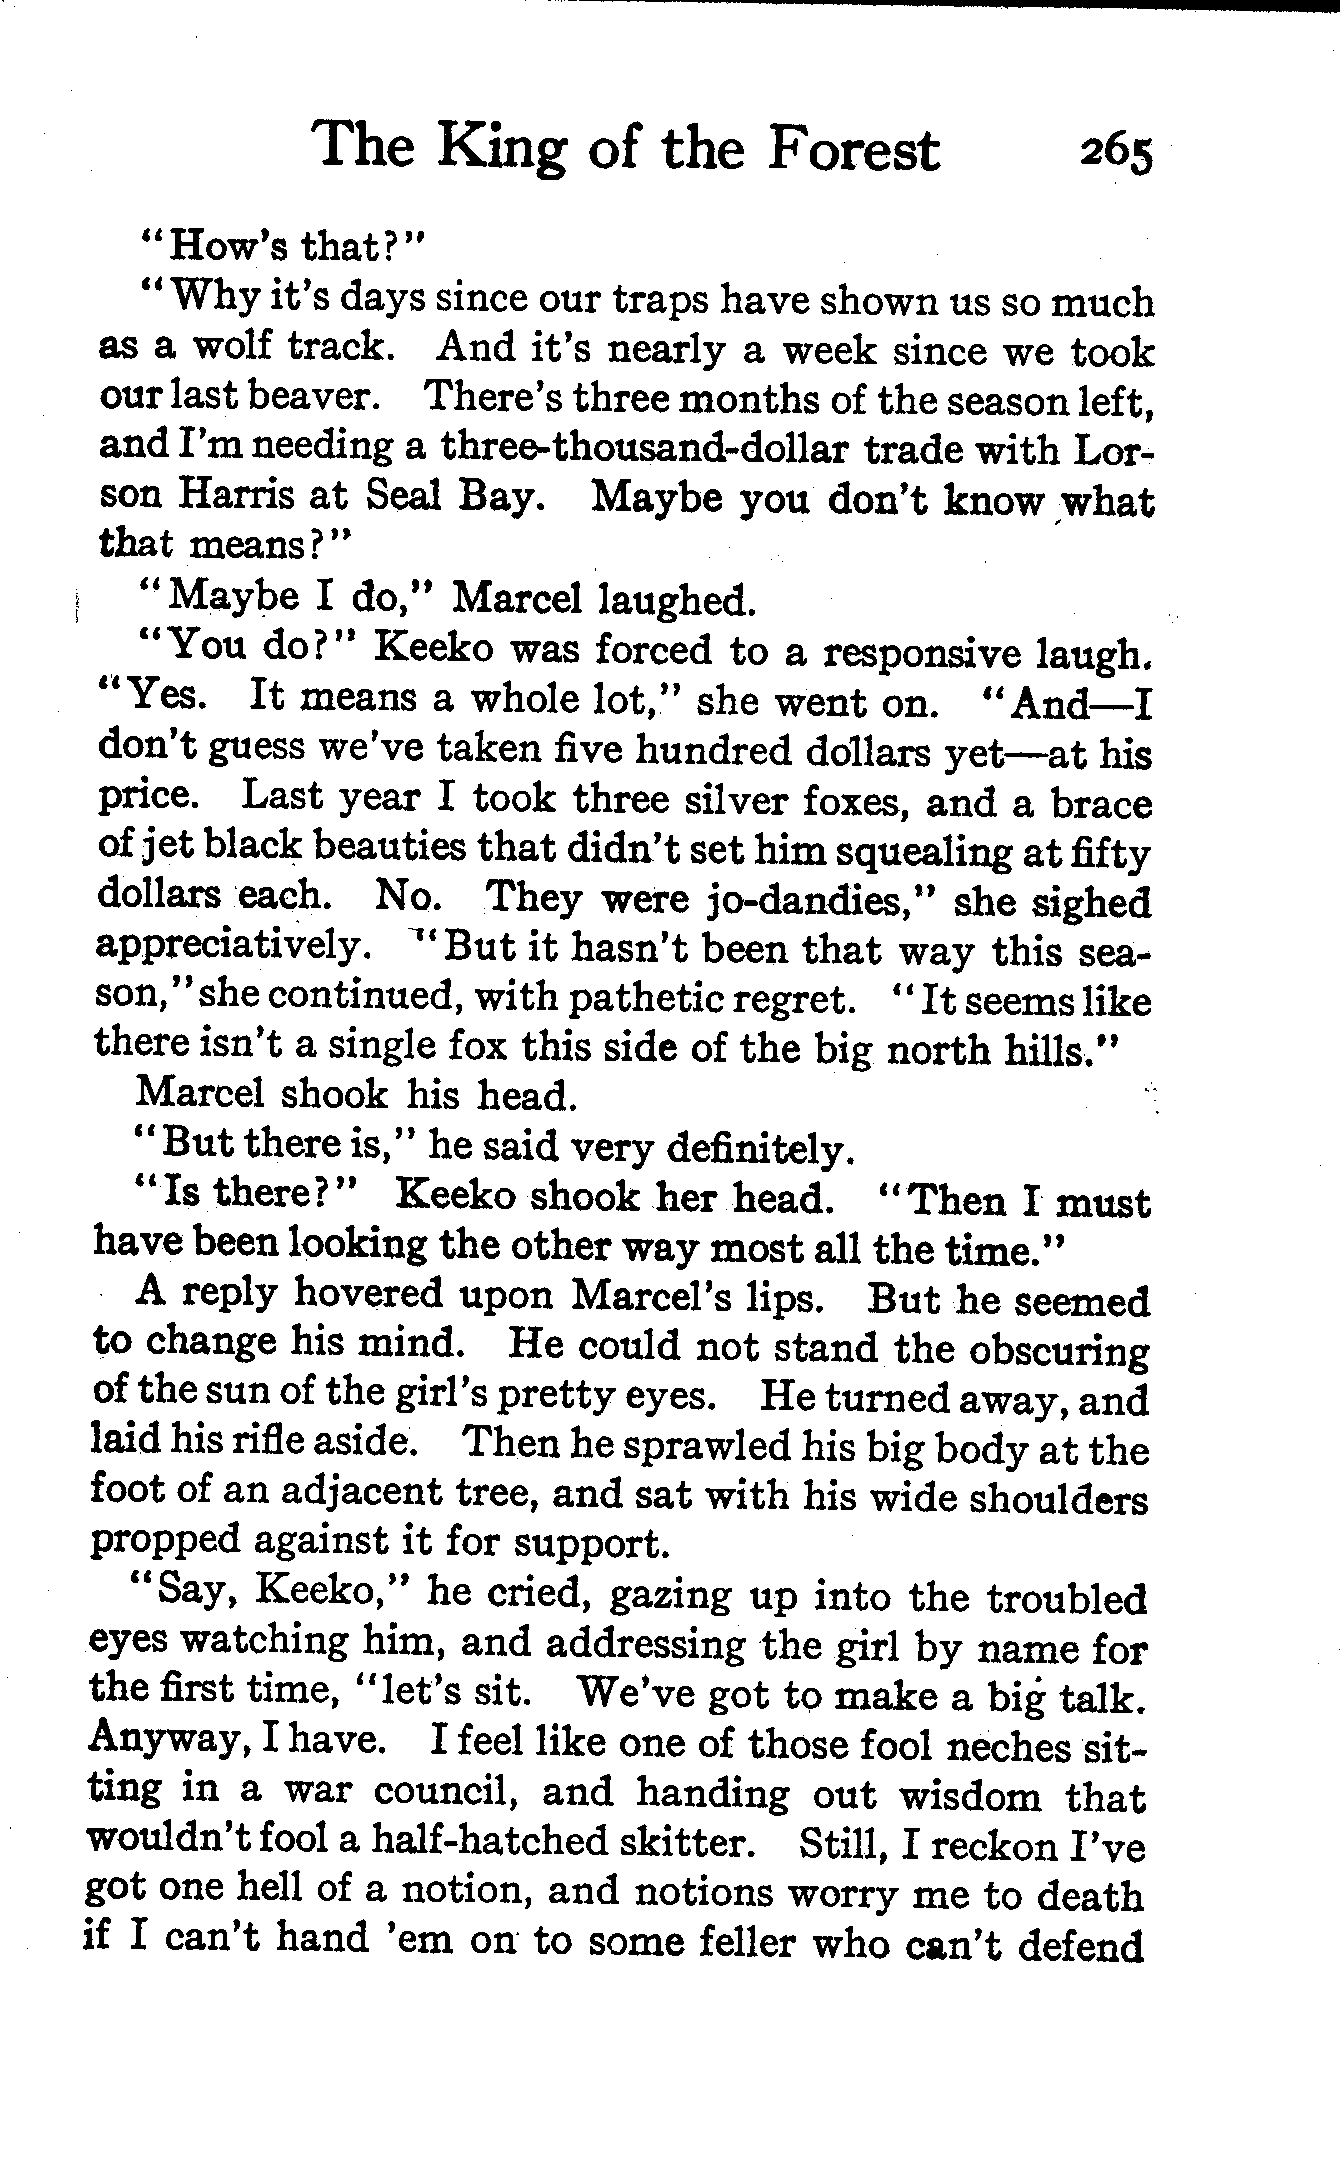 The King of the Forest 265
"How's that?"
"Why it's days since our traps have shown us so much
as a wolf track. And it's nearly a week since we took
our last beaver. There's three months of the season left,
and I'm needing a three-thousand-dollar trade with Lor-
son Harris at Seal Bay. Maybe you don't know what
that means?"
"Maybe I do," Marcel laughed.
"You do?" Keeko was forced to a responsive laugh.
"Yes. It means a whole lot," she went on. "And—I
don't guess we've taken five hundred dollars yet—at his
price. Last year I took three silver foxes, and a brace
of jet black beauties that didn't set him squealing at fifty
dollars each. No. They were jo-dandies," she sighed
appreciatively. "But it hasn't been that way this sea-
son," she continued, with pathetic regret. "It seems like
there isn't a single fox this side of the big north hills."
Marcel shook his head.
"But there is," he said very definitely.
"Is there?" Keeko shook her head. "Then I must
have been looking the other way most all the time."
A reply hovered upon Marcel's lips. But he seemed
to change his mind. He could not stand the obscuring
of the sun of the girl's pretty eyes. He turned away, and
laid his rifle aside. Then he sprawled his big body at the
foot of an adjacent tree, and sat with his wide shoulders
propped against it for support.
"Say, Keeko," he cried, gazing up into the troubled
eyes watching him, and addressing the girl by name for
the first time, "let's sit. We've got to make a big talk.
Anyway, I have. I feel like one of those fool neches sit-
ting in a war council, and handing out wisdom that
wouldn't fool a half-hatched skitter. Still, I reckon I've
got one hell of a notion, and notions worry me to death
if I can't hand 'em on to some feller who can't defend